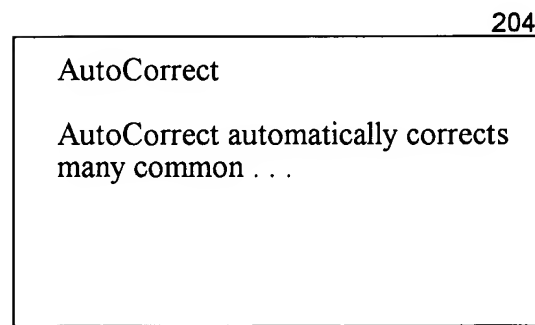 204
AutoCorrect
AutoCorrect automatically corrects
many common . . .